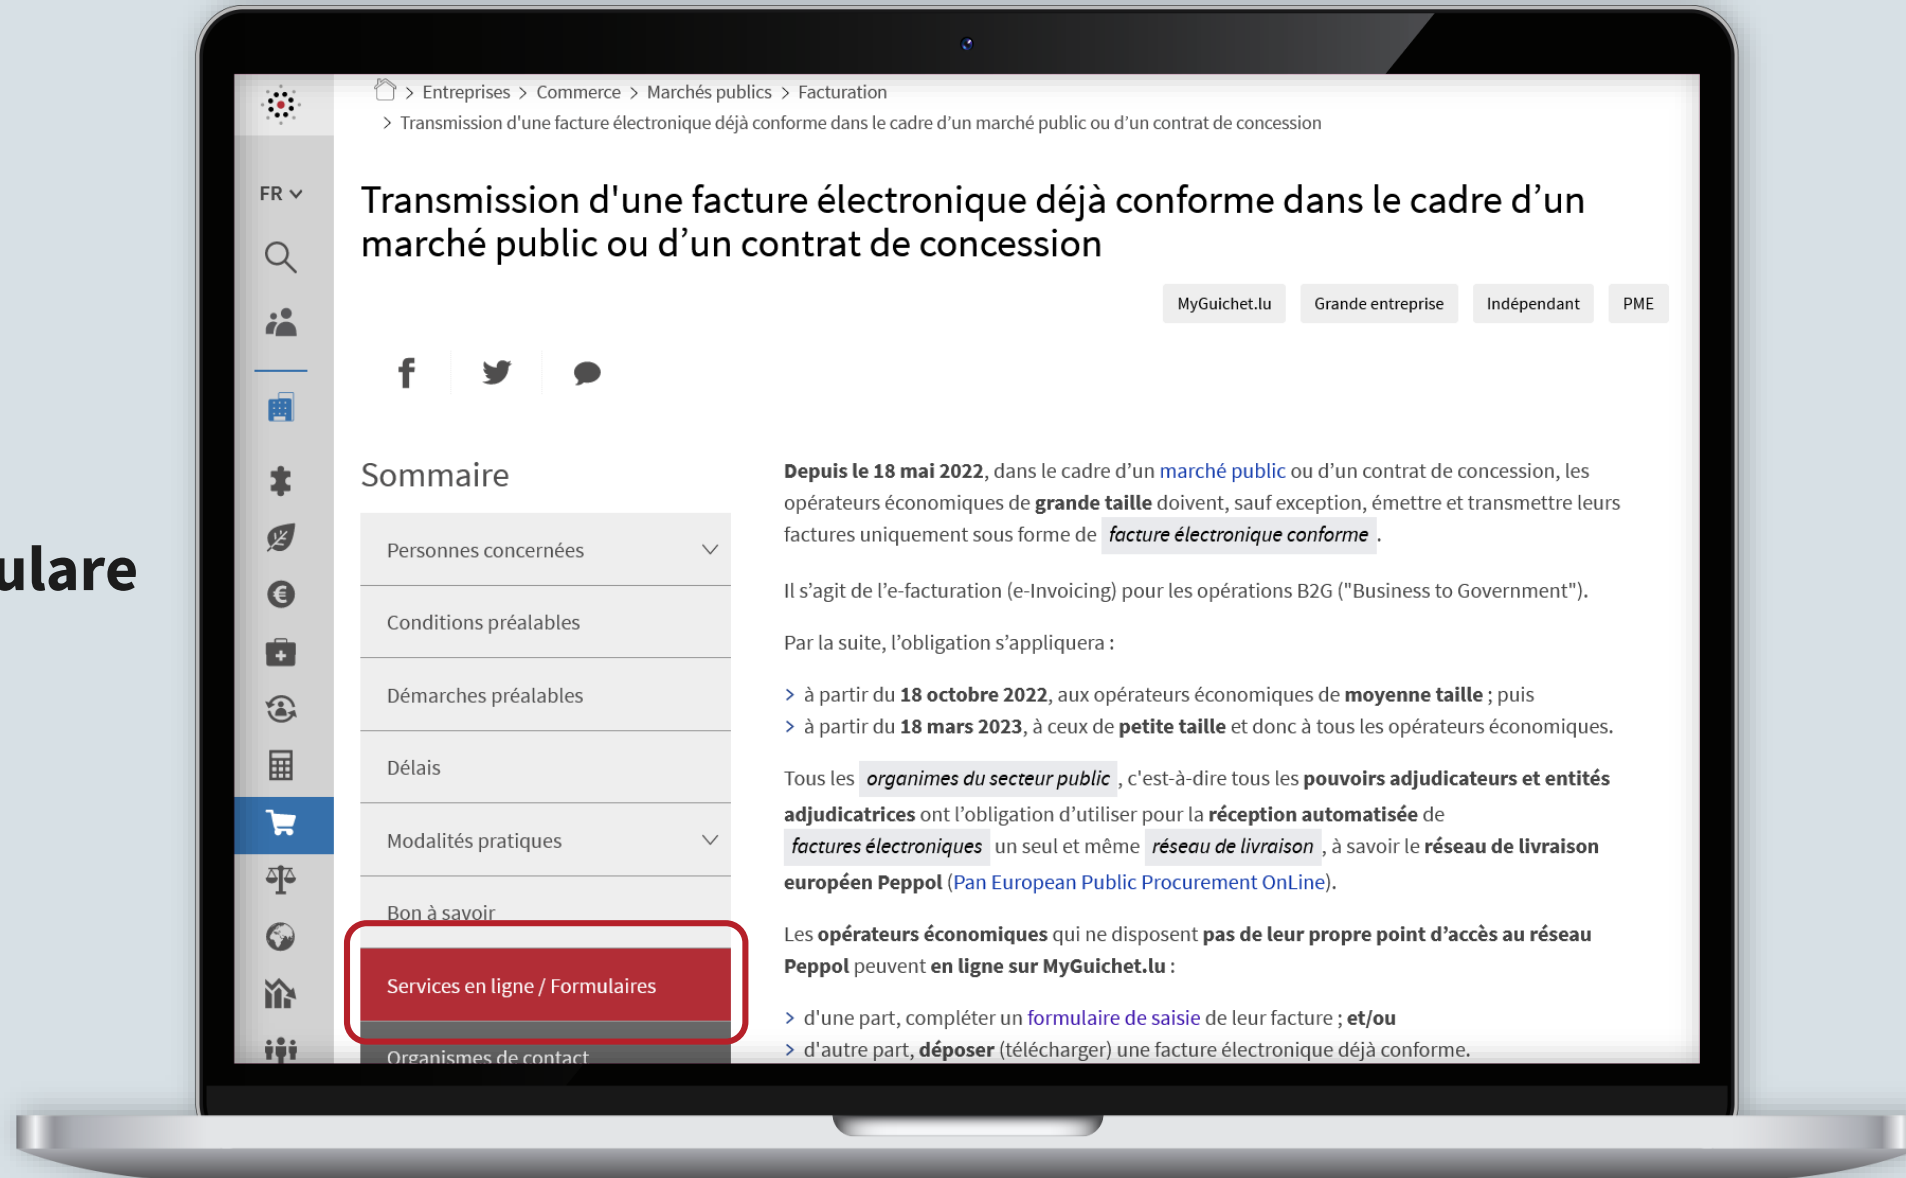 > Entreprises > Commerce > Marchés publics > Facturation
> Transmission d'une facture électronique déjà conforme dans le cadre d’un marché public ou d’un contrat de concession
FR
Transmission d'une facture électronique déjà conforme dans le cadre d’un
marché public ou d’un contrat de concession
MyGuichet.lu Grande entreprise Indépendant PME
Sommaire
Personnes concernées
Conditions préalables
Démarches préalables
Délais
Modalités pratiques
Bon à savoir
Services en ligne / Formulaires
Organismes de contact
Depuis le 18 mai 2022, dans le cadre d’un marché public ou d’un contrat de concession, les
opérateurs économiques de grande taille doivent, sauf exception, émettre et transmettre leurs
factures uniquement sous forme de facture électronique conforme .
Il s’agit de l’e-facturation (e-Invoicing) pour les opérations B2G ("Business to Government").
Par la suite, l’obligation s’appliquera :
> à partir du 18 octobre 2022, aux opérateurs économiques de moyenne taille ; puis
> à partir du 18 mars 2023, à ceux de petite taille et donc à tous les opérateurs économiques.
Tous les organimes du secteur public , c'est-à-dire tous les pouvoirs adjudicateurs et entités
adjudicatrices ont l’obligation d’utiliser pour la réception automatisée de
factures électroniques un seul et même réseau de livraison , à savoir le réseau de livraison
européen Peppol (Pan European Public Procurement OnLine).
Les opérateurs économiques qui ne disposent pas de leur propre point d’accès au réseau
Peppol peuvent en ligne sur MyGuichet.lu :
> d'une part, compléter un formulaire de saisie de leur facture ; et/ou
> d'autre part, déposer (télécharger) une facture électronique déjà conforme.
ulare